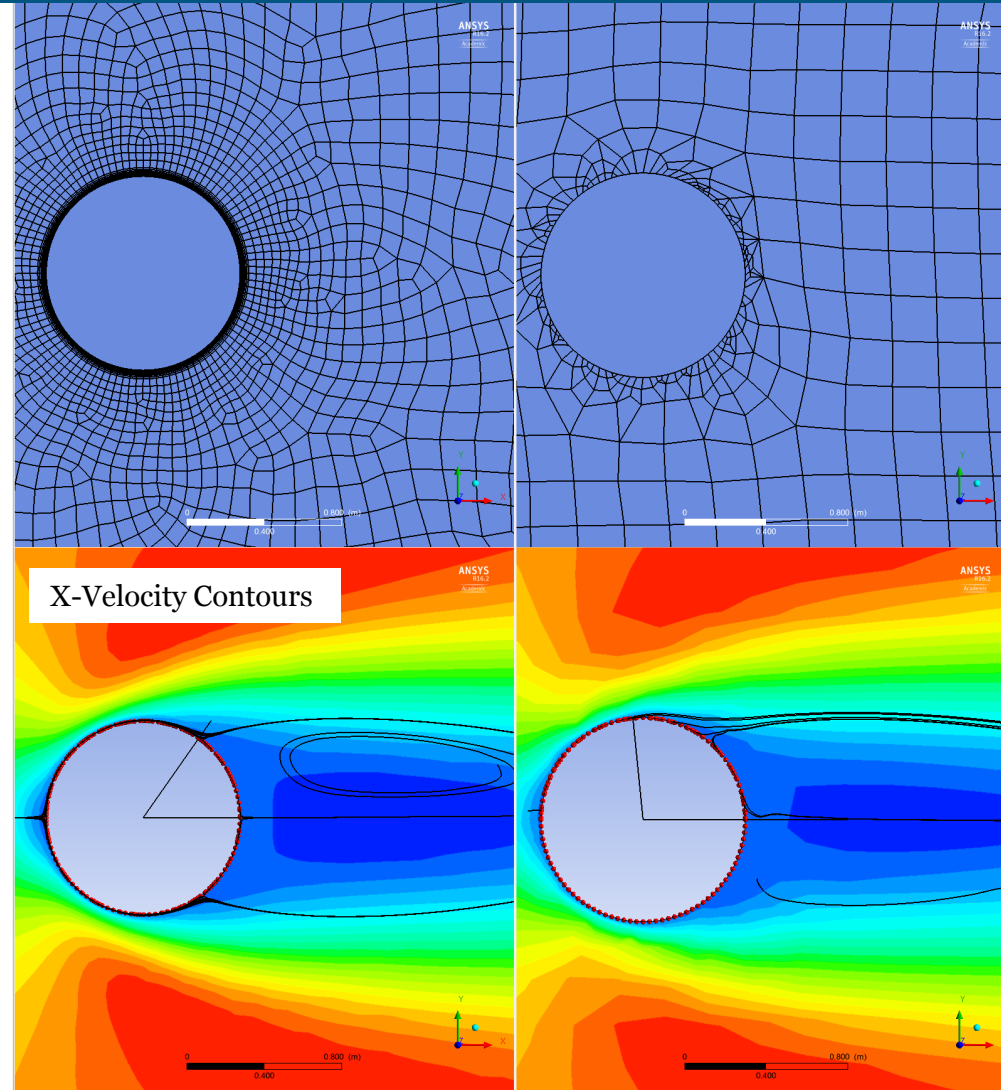 ANSYS
R16.2
Academic
Y
X
Z
0
0.800 (m)
0.400
ANSYS
R16.2
Academic
Y
Z
0
0.800 (m)
0.400
X-Velocity Contours
ANSYS
R16.2
Academic
Y
X
Z
0
0.800 (m)
0.400
ANSYS
R16.2
Academic
Y
Z
0
0.800 (m)
0.400